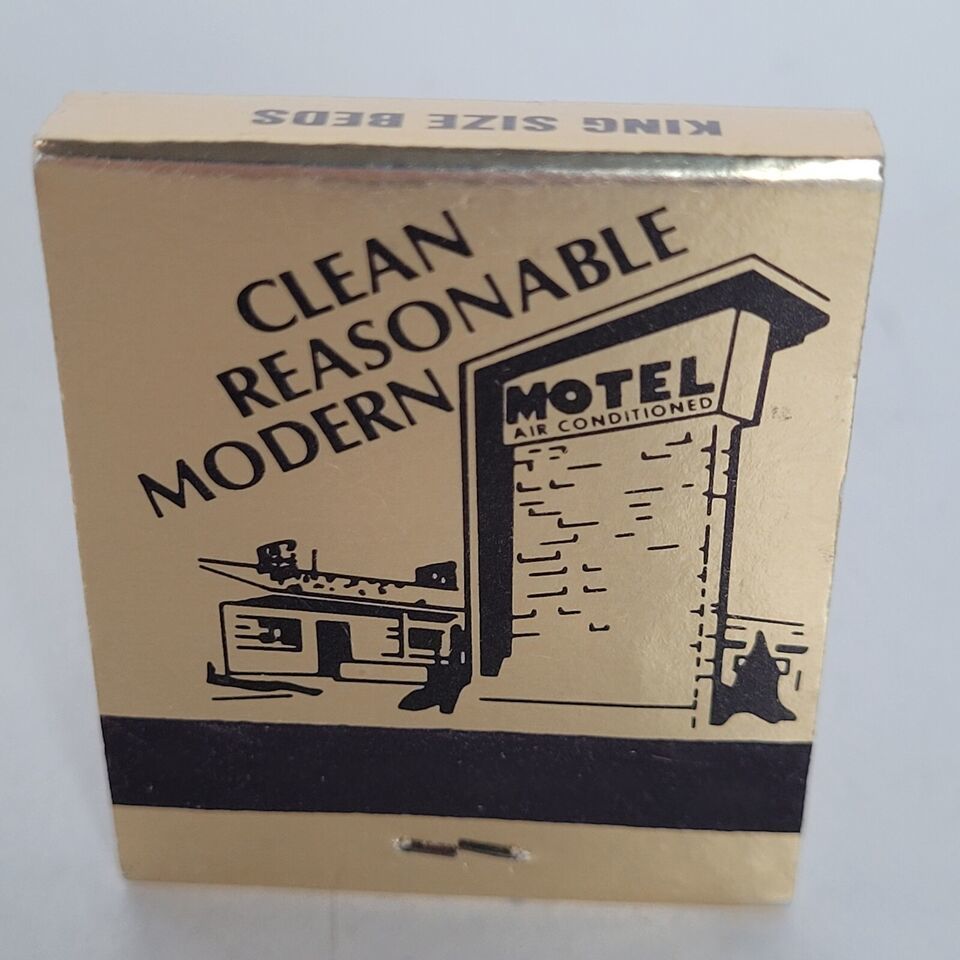 KING SIZE BEDS
CLEAN
REASONABLE
MODERN
MOTEL
AIR CONDITIONED